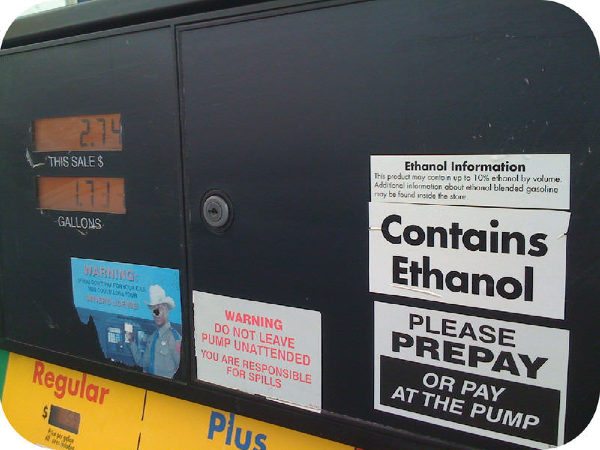 2.74
THIS SALE $
GALLONS
Ethanol Information
This product may contain up to 10% ethanol by volume.
Additional information about ethanol blended gasoline
may be found inside the store
Contains
Ethanol
PLEASE
PREPAY
OR PAY
AT THE PUMP
WARNING:
DRIVERS LICENSE
WARNING
DO NOT LEAVE
PUMP UNATTENDED
YOU ARE RESPONSIBLE
FOR SPILLS
Regular
$
Plus